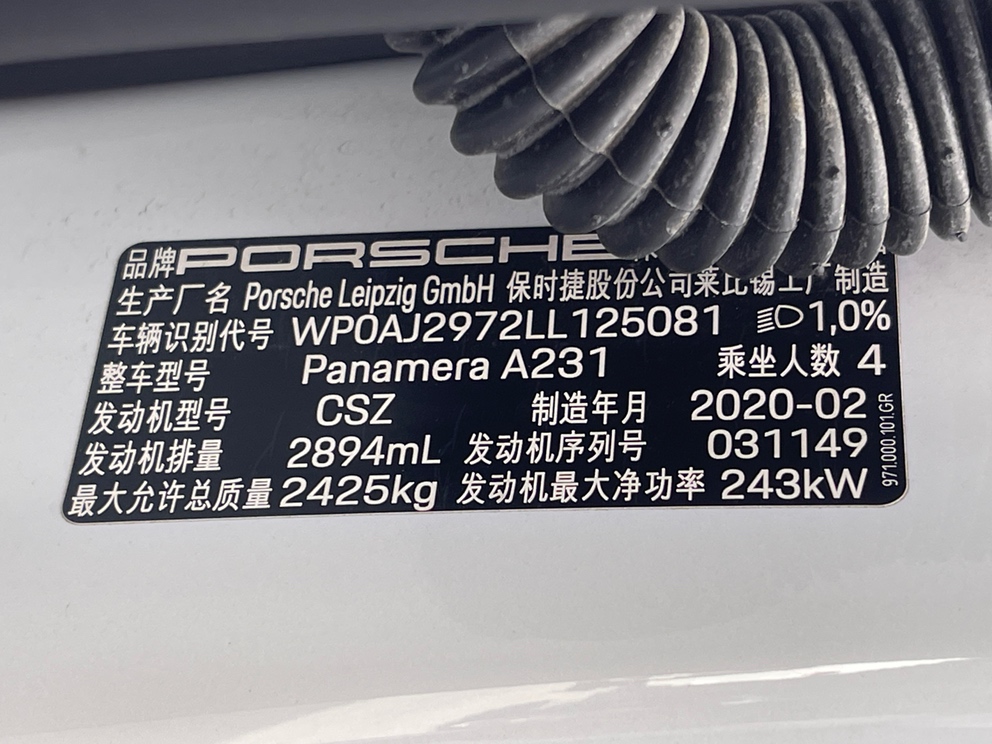 品牌 PORSCHE
生产厂名 Porsche Leipzig GmbH 保时捷股份公司莱比锡工厂 制造
车辆识别代号 WP0AJ2972LL125081 1,0%
整车型号 Panamera A231 乘坐人数 4
发动机型号 CSZ 制造年月 2020-02
发动机排量 2894mL 发动机序列号 031149
最大允许总质量 2425kg 发动机最大净功率 243kW
971.000.101.GR